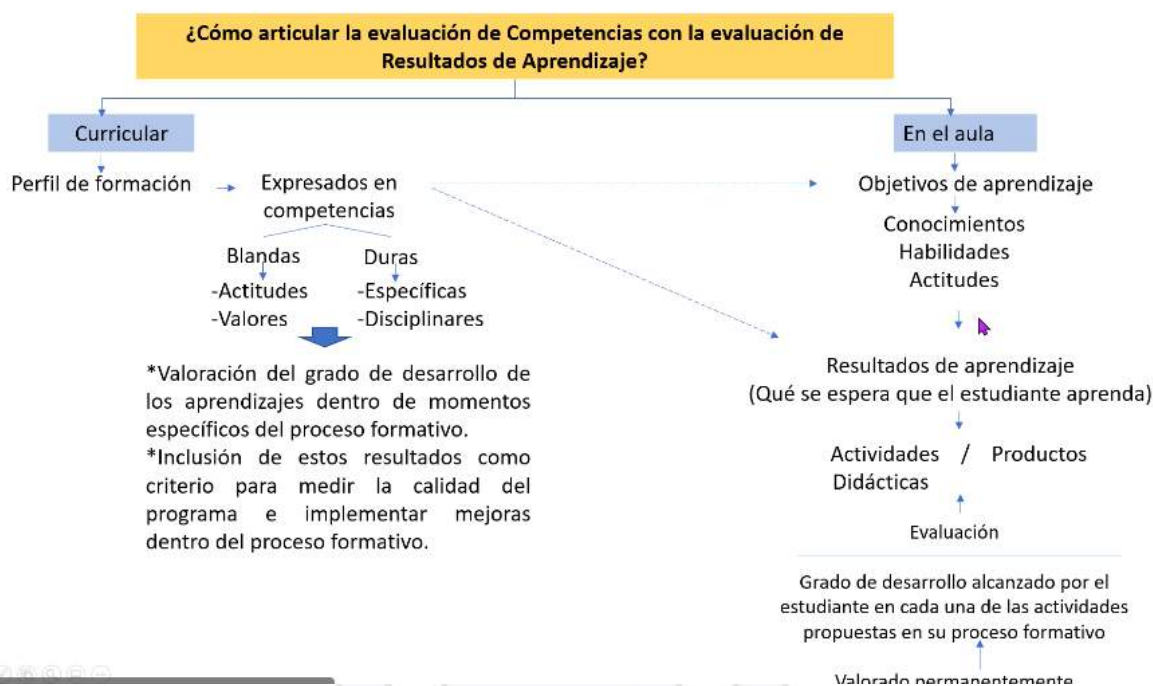 ¿Cómo articular la evaluación de Competencias con la evaluación de
Resultados de Aprendizaje?
Curricular
En el aula
Perfil de formación
Expresados en
competencias
Objetivos de aprendizaje
Conocimientos
Habilidades
Actitudes
Blandas
Duras
-Actitudes
-Específicas
-Valores
-Disciplinares
*Valoración del grado de desarrollo de
los aprendizajes dentro de momentos
específicos del proceso formativo.
*Inclusión de estos resultados como
criterio para medir la calidad del
programa e implementar mejoras
dentro del proceso formativo.
Resultados de aprendizaje
(Qué se espera que el estudiante aprenda)
Actividades / Productos
Didácticas
Evaluación
Grado de desarrollo alcanzado por el
estudiante en cada una de las actividades
propuestas en su proceso formativo
Valorado permanentemente